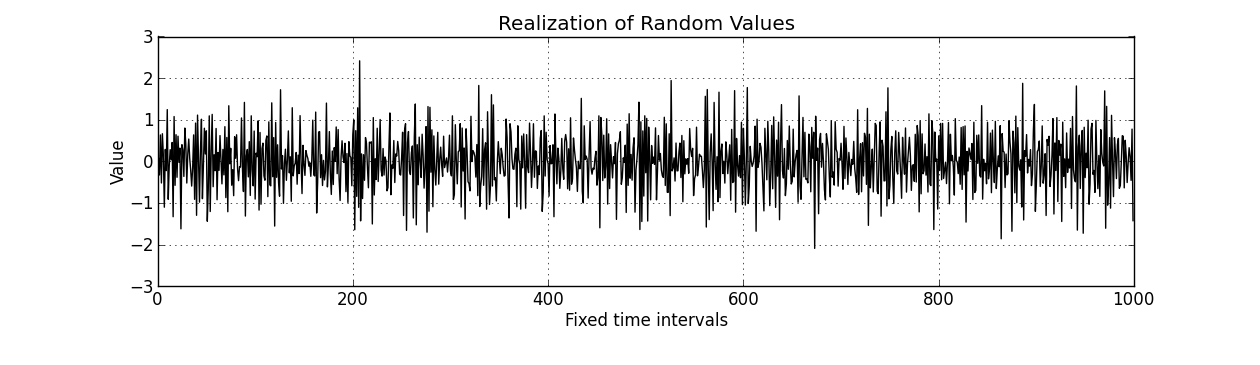 Realization of Random Values
3
2
1
0
−1
−2
−3
Value
0 200 400 600 800 1000
Fixed time intervals